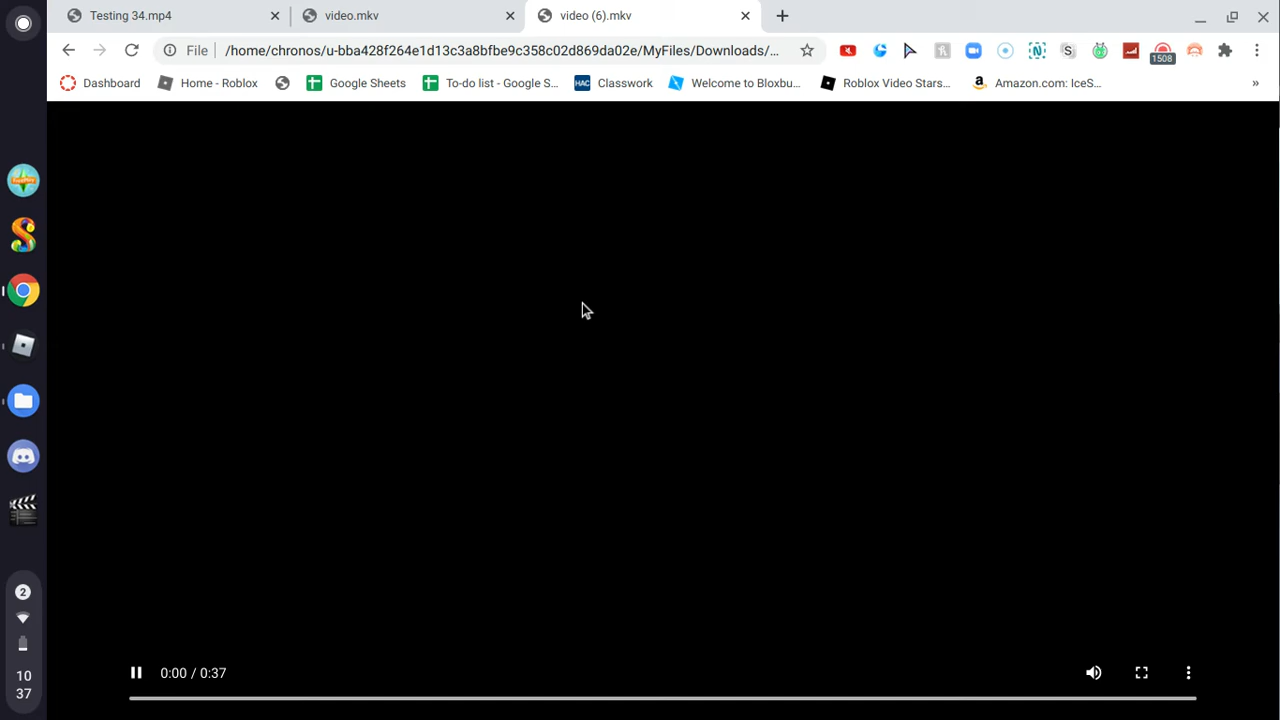 Testing 34.mp4
video.mkv
video (6).mkv
File
/home/chronos/u-bba428f264e1d13c3a8bfbe9c358c02d869da02e/MyFiles/Downloads/...
1508
Dashboard
Home - Roblox
Google Sheets
To-do list - Google S...
HAC
Classwork
Welcome to Bloxbu...
Roblox Video Stars...
Amazon.com: IceS...
»
0:00 / 0:37
2
10
37